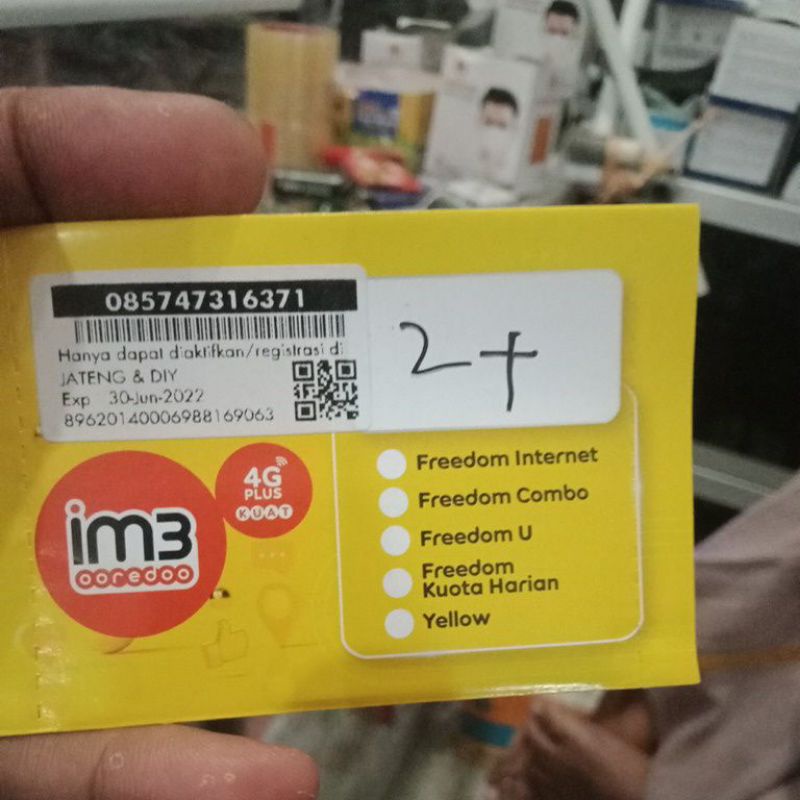 085747316371
Hanya dapat diaktifkan/registrasi di
JATENG & DIY
Exp 30-Jun-2022
89620140006988169063
2+
4G
PLUS
KUAT
im3
ooredoo
Freedom Internet
Freedom Combo
Freedom U
Freedom
Kuota Harian
Yellow